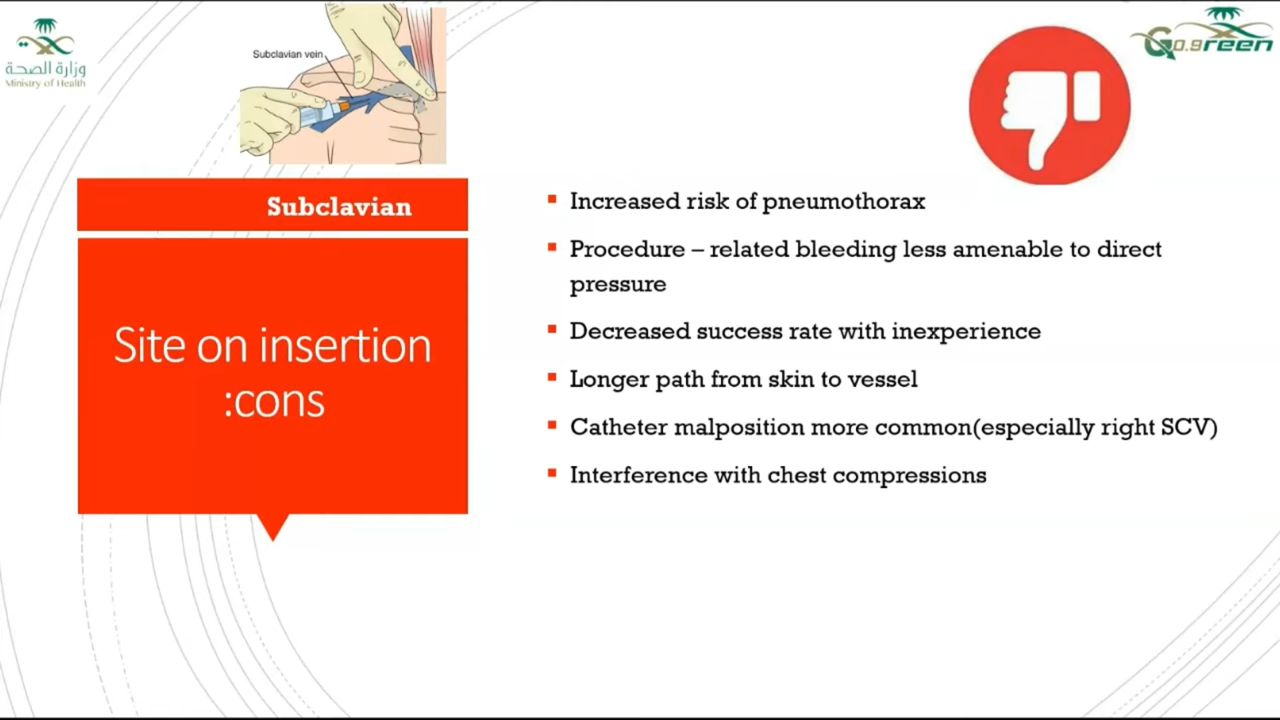 وزارة الصحة
Ministry of Health
Subclavian vein
Go.green
Subclavian
Site on insertion
:cons
▪ Increased risk of pneumothorax
▪ Procedure – related bleeding less amenable to direct
pressure
▪ Decreased success rate with inexperience
▪ Longer path from skin to vessel
▪ Catheter malposition more common(especially right SCV)
▪ Interference with chest compressions